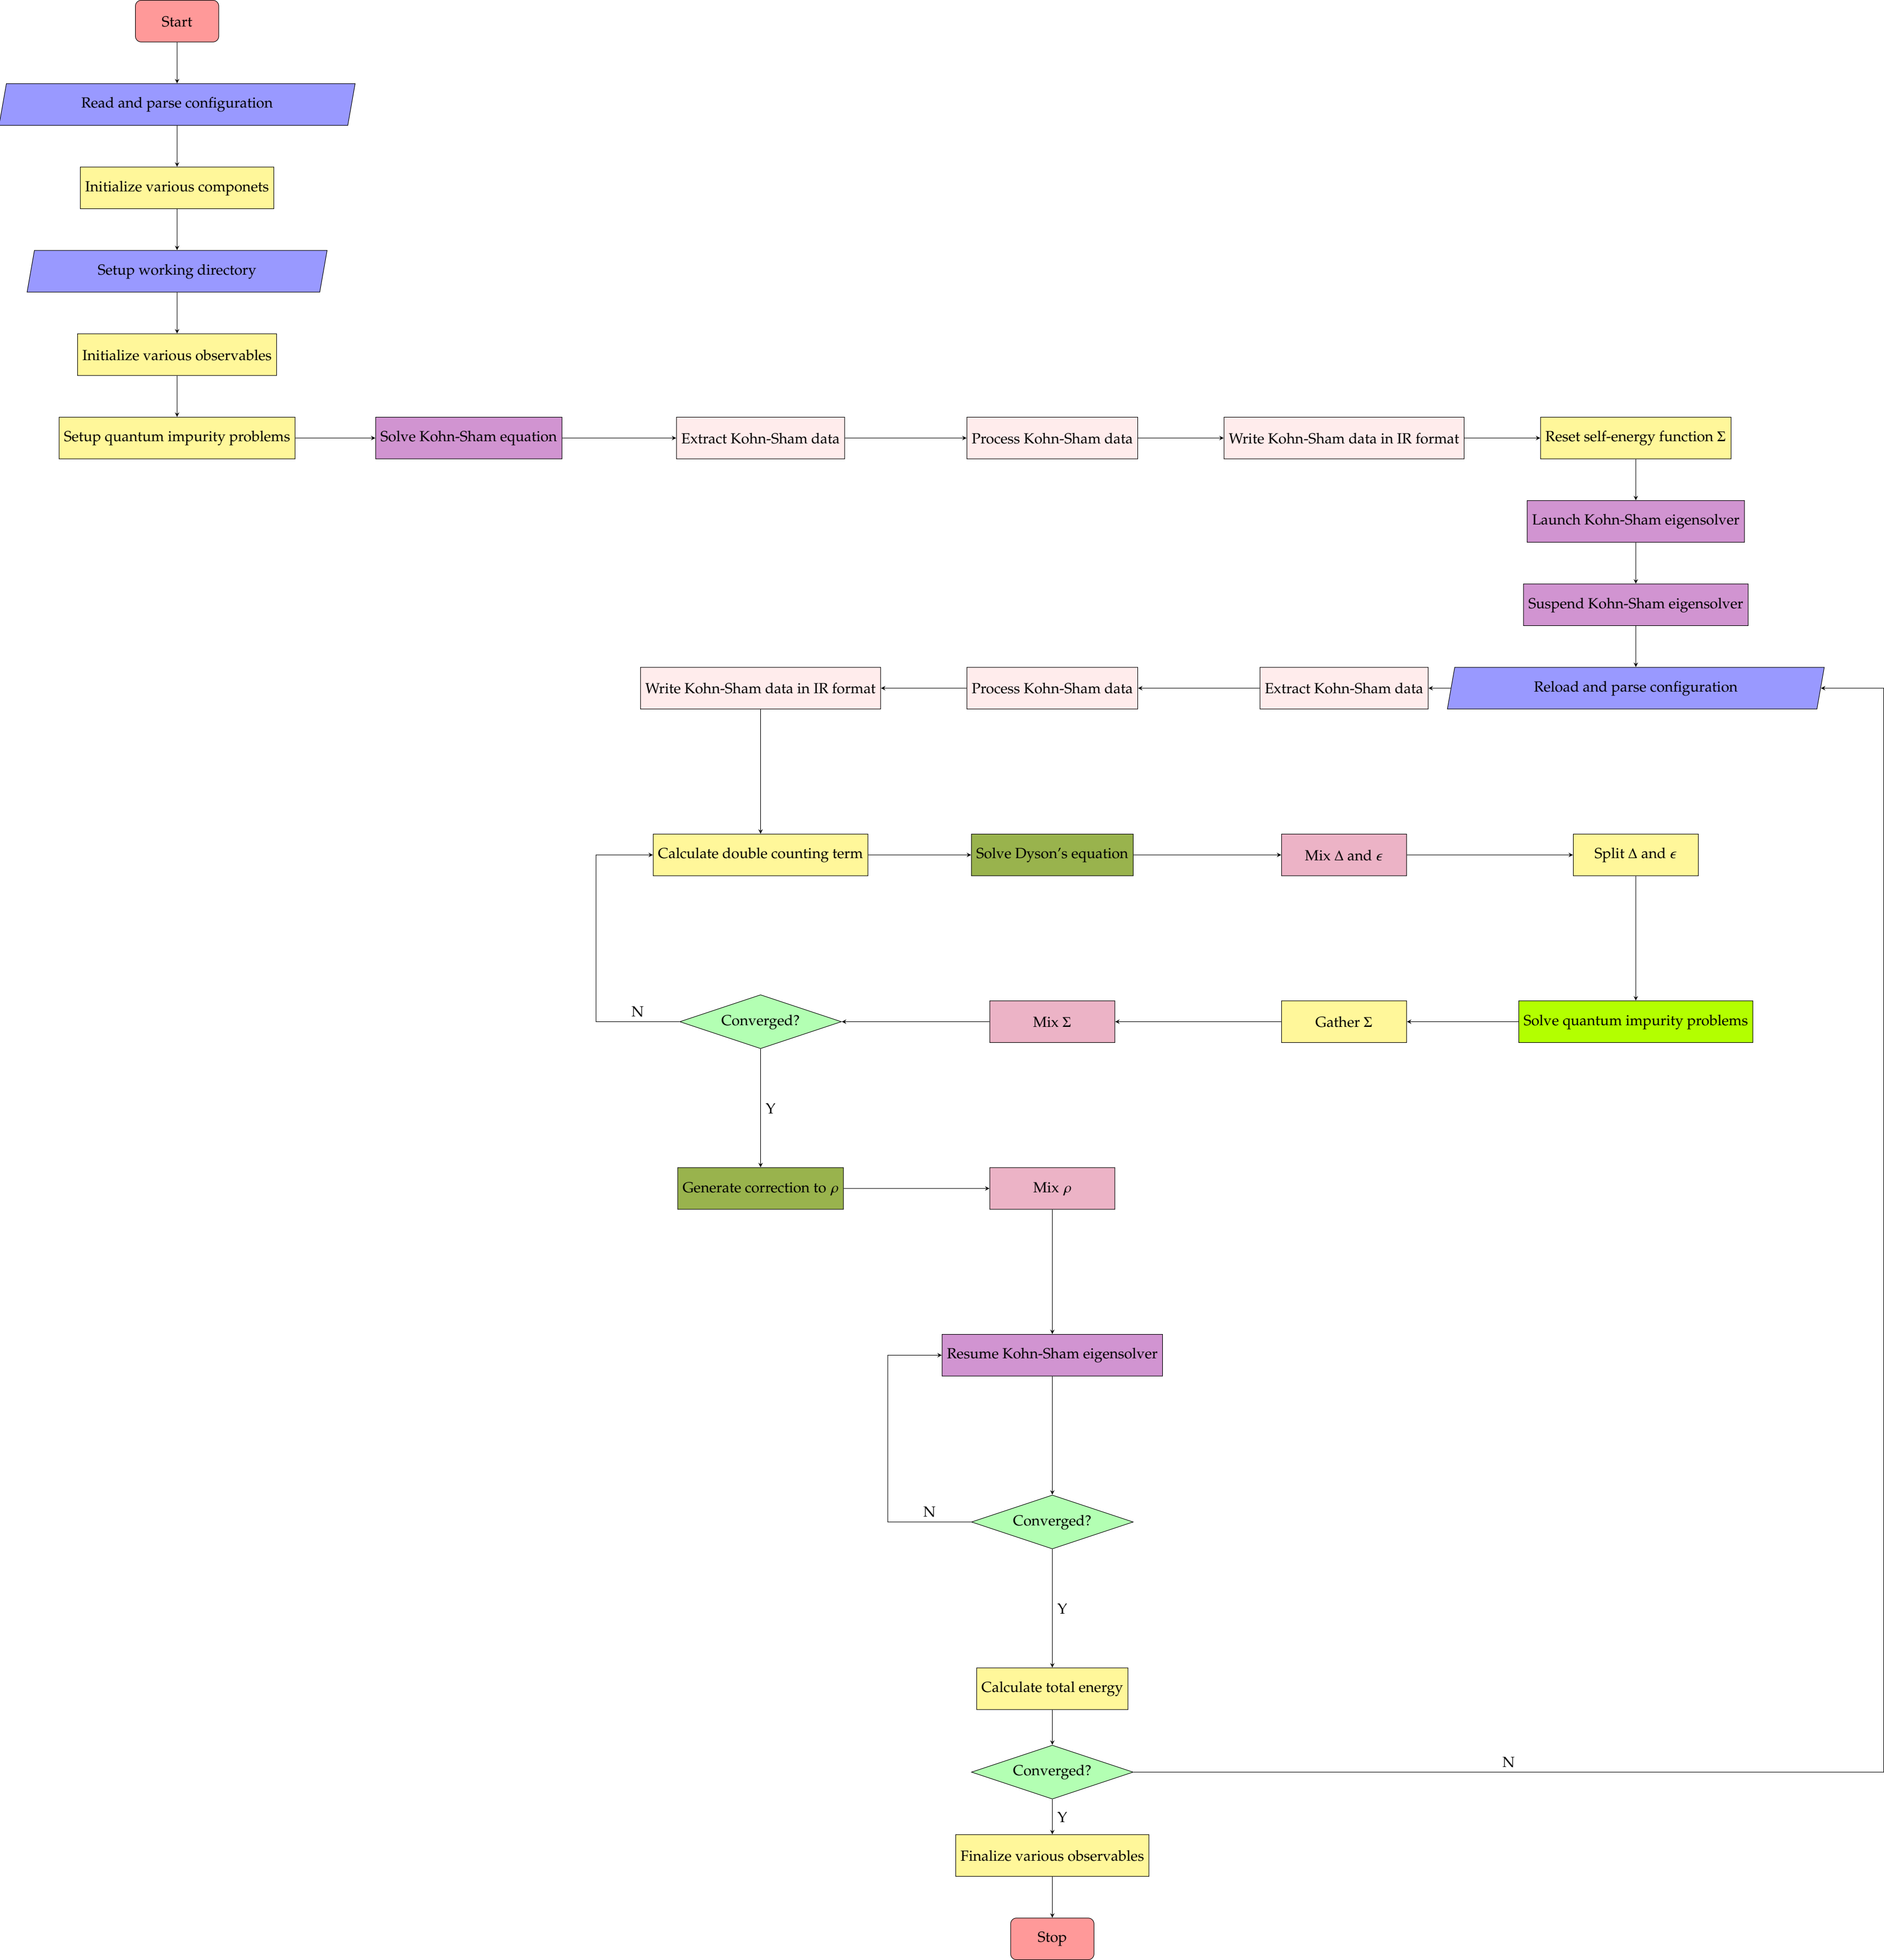 Start
Read and parse configuration
Initialize various componets
Setup working directory
Initialize various observables
Setup quantum impurity problems
Solve Kohn-Sham equation
Extract Kohn-Sham data
Process Kohn-Sham data
Write Kohn-Sham data in IR format
Reset self-energy function Σ
Launch Kohn-Sham eigensolver
Suspend Kohn-Sham eigensolver
Reload and parse configuration
Extract Kohn-Sham data
Process Kohn-Sham data
Write Kohn-Sham data in IR format
Calculate double counting term
Solve Dyson's equation
Mix Δ and ϵ
Split Δ and ϵ
Solve quantum impurity problems
Gather Σ
Mix Σ
Converged?
N
Y
Generate correction to ρ
Mix ρ
Resume Kohn-Sham eigensolver
Converged?
N
Y
Calculate total energy
Converged?
N
Y
Finalize various observables
Stop